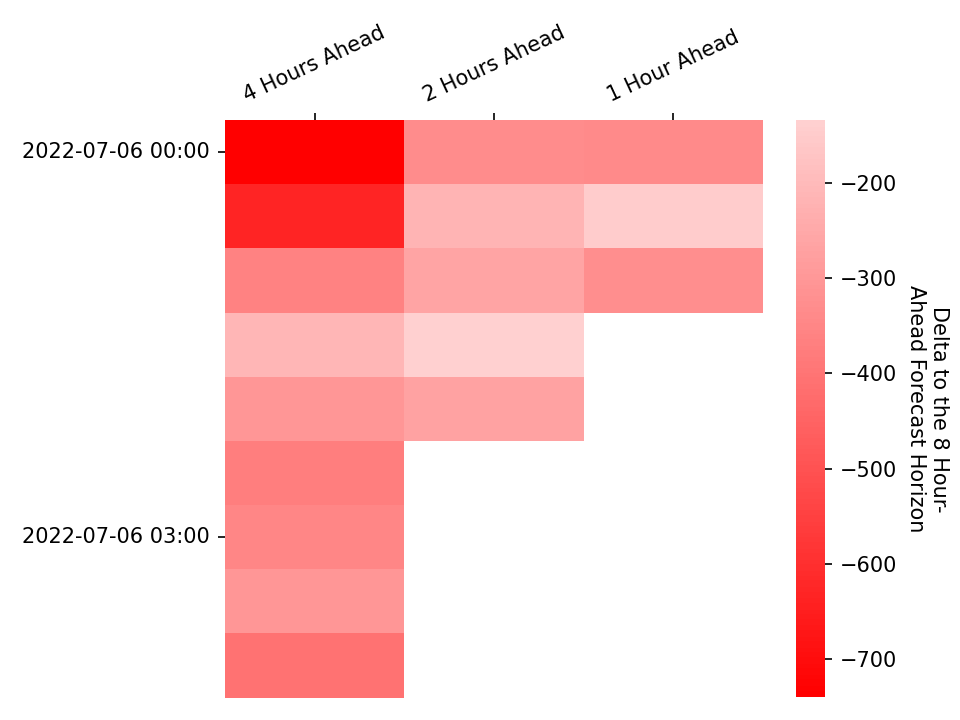 4 Hours Ahead
2 Hours Ahead
1 Hour Ahead
2022-07-06 00:00
2022-07-06 03:00
−200
−300
−400
−500
−600
−700
Delta to the 8 Hour-
Ahead Forecast Horizon